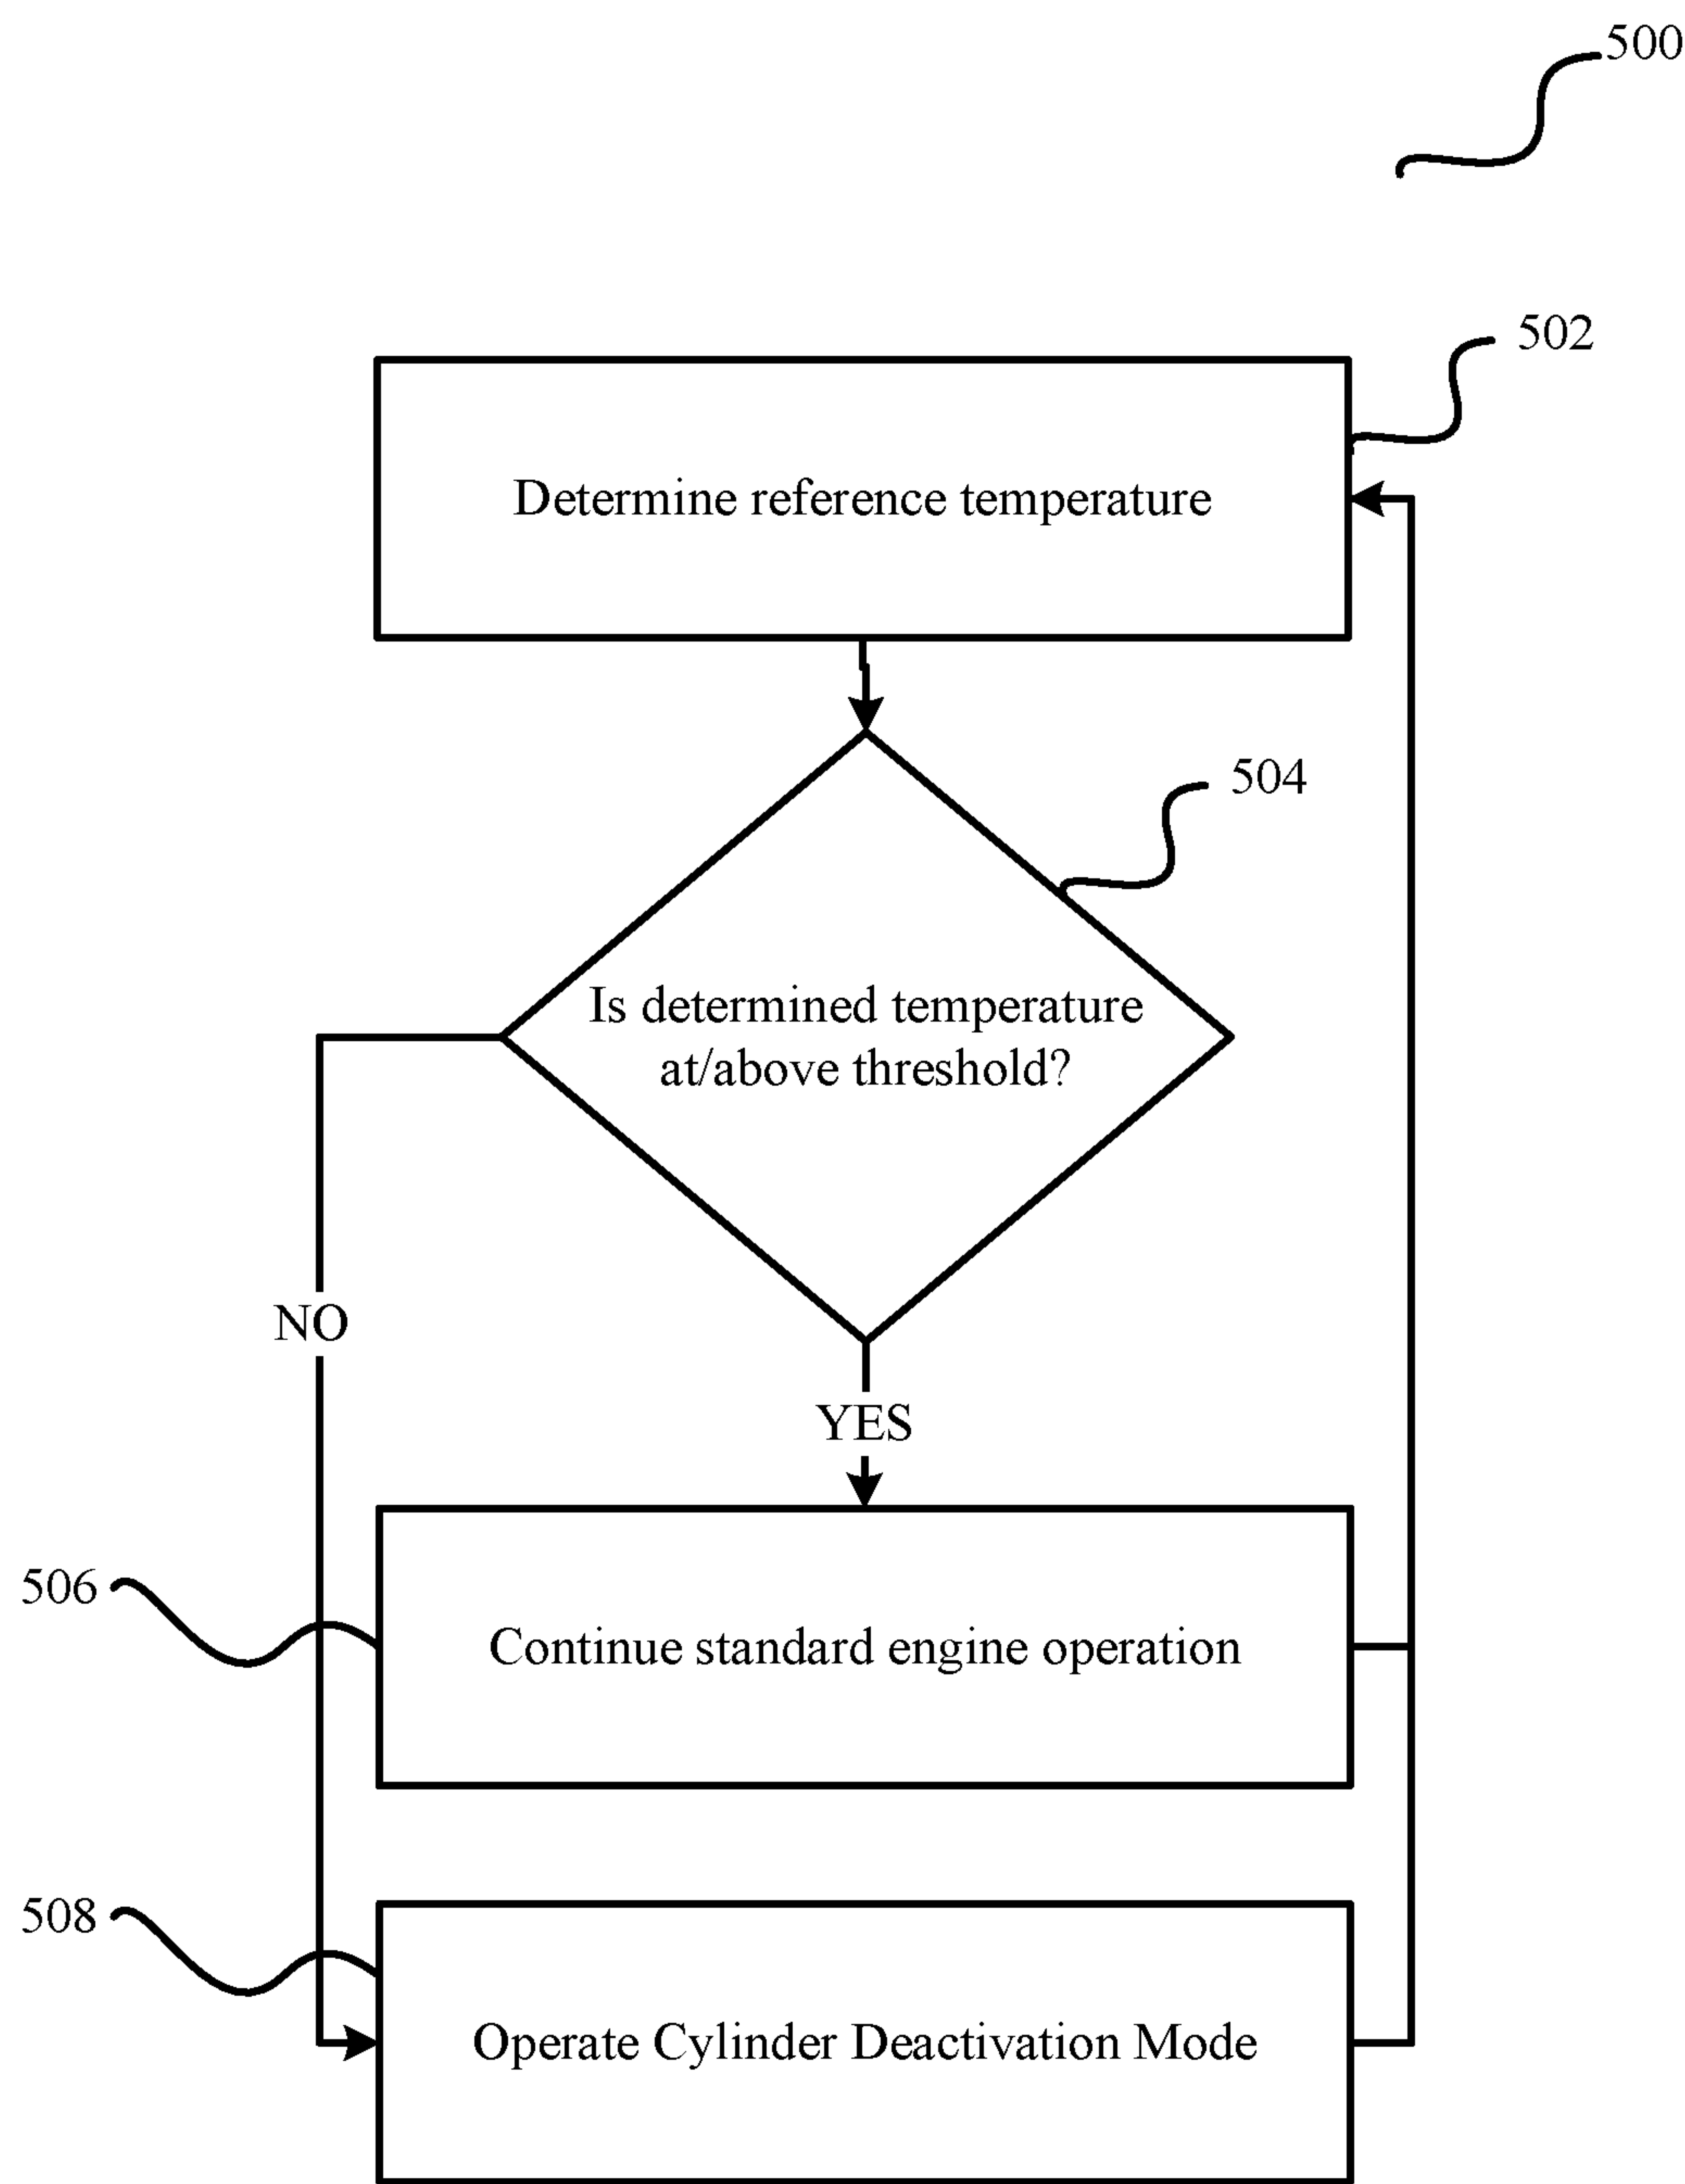 500
502
Determine reference temperature
504
Is determined temperature
at/above threshold?
NO
YES
506
Continue standard engine operation
508
Operate Cylinder Deactivation Mode